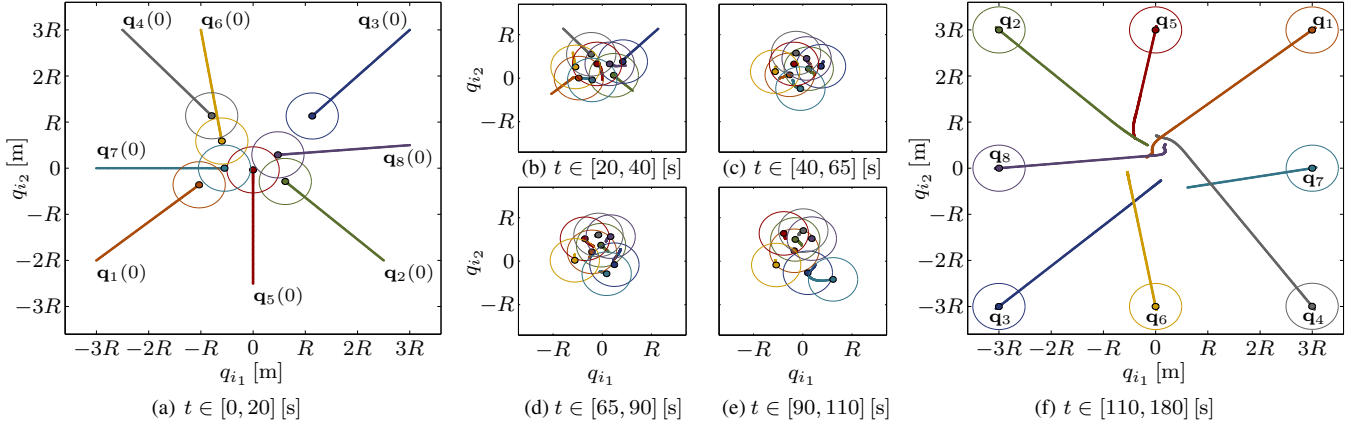 q4(0)
q6(0)
q3(0)
q7(0)
q8(0)
q1(0)
q5(0)
q2(0)
3R
2R
R
0
−R
−2R
−3R
qi2 [m]
−3R −2R −R 0 R 2R 3R
qi1 [m]
(a) t ∈ [0, 20] [s]
R
0
−R
qi2
(b) t ∈ [20, 40] [s]
(c) t ∈ [40, 65] [s]
R
0
−R
qi2
−R 0 R
qi1
(d) t ∈ [65, 90] [s]
−R 0 R
qi1
(e) t ∈ [90, 110] [s]
q2
q5
q1
q8
q7
q3
q6
q4
3R
2R
R
0
−R
−2R
−3R
qi2 [m]
−3R −2R −R 0 R 2R 3R
qi1 [m]
(f) t ∈ [110, 180] [s]